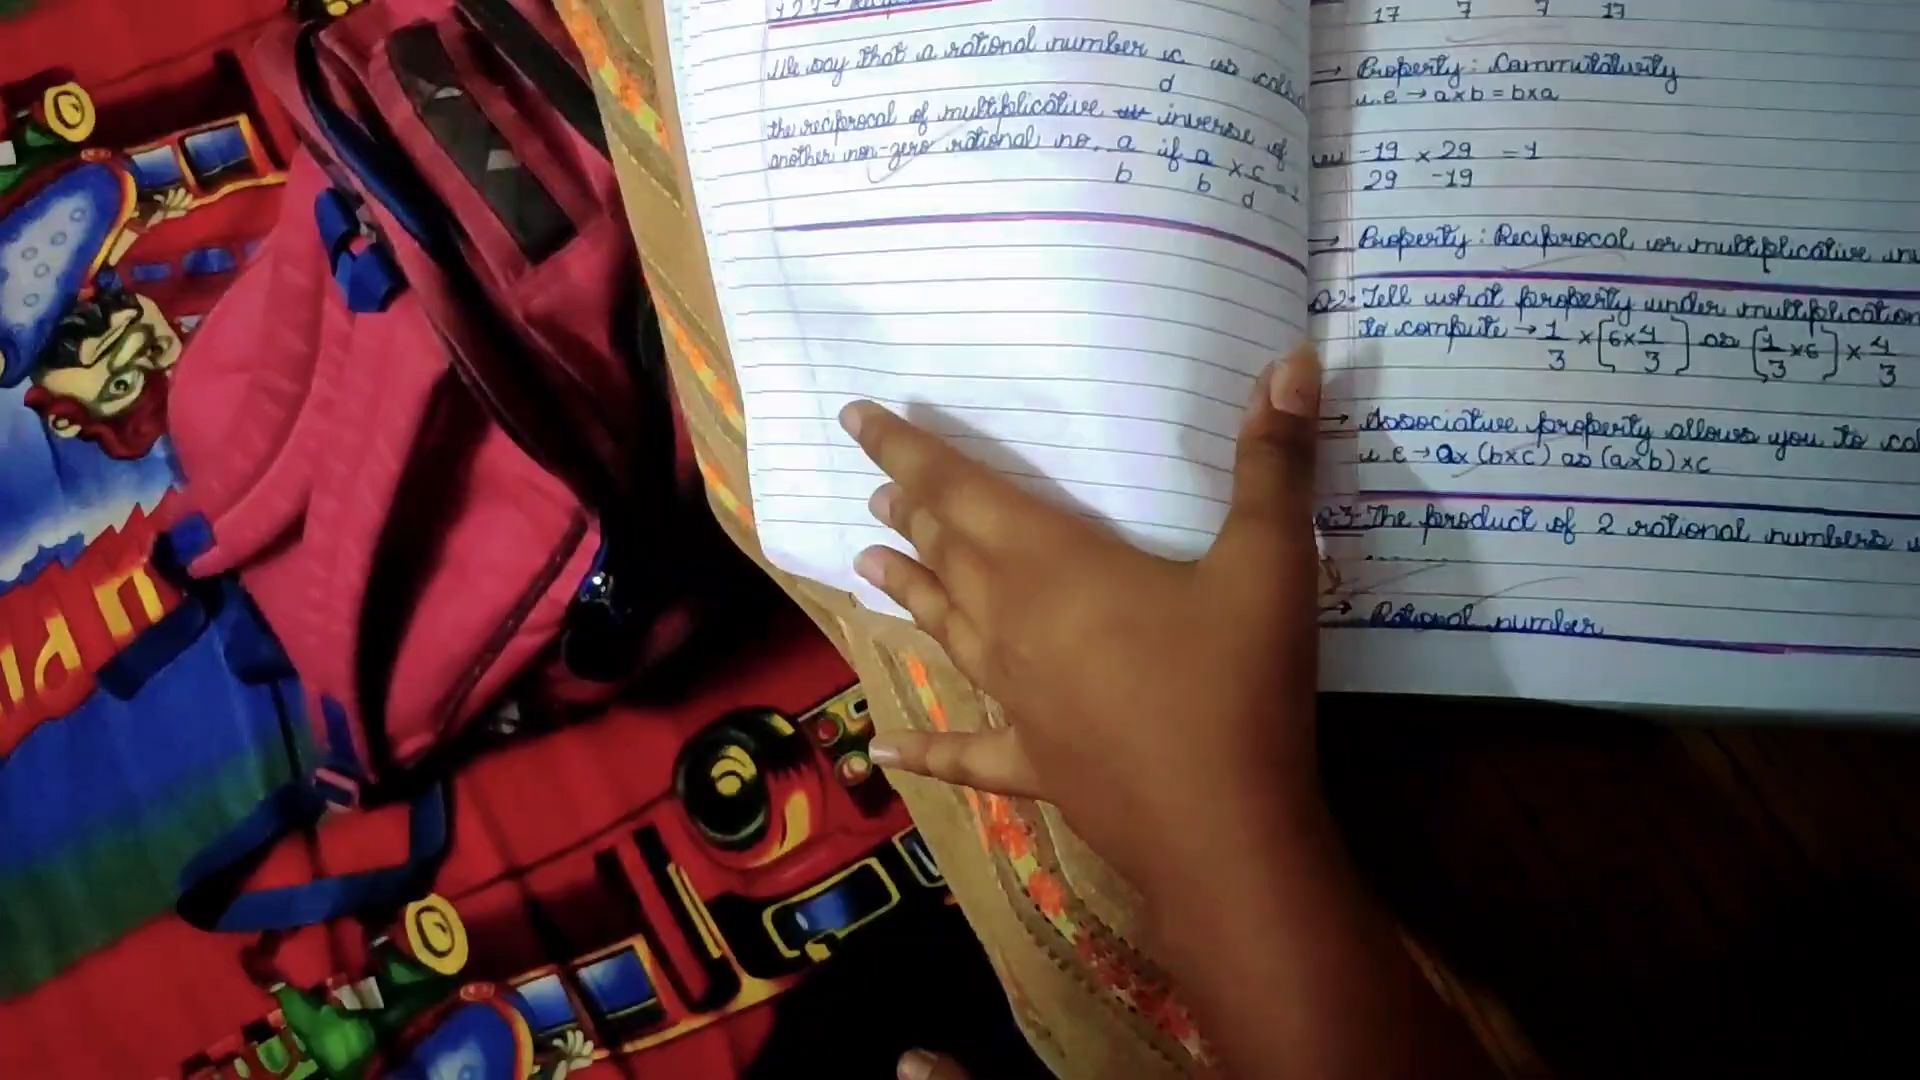 We say that a rational number c is called
d
the reciprocal of multiplicative inverse of
another non-zero rational no. a if a × c = 1
b b d
17 7 7 17
→ Property: Commutativity
i.e → a×b = b×a
-19 × 29 = 1
29 -19
→ Property: Reciprocal or multiplicative
Q2. Tell what property under multiplication
to compute → 1 × [6×4] as [1×6] × 4
3 3 3 3
→ Associative property allows you to
i.e → a×(b×c) as (a×b)×c
Q.3. The product of 2 rational numbers
→ Rational number